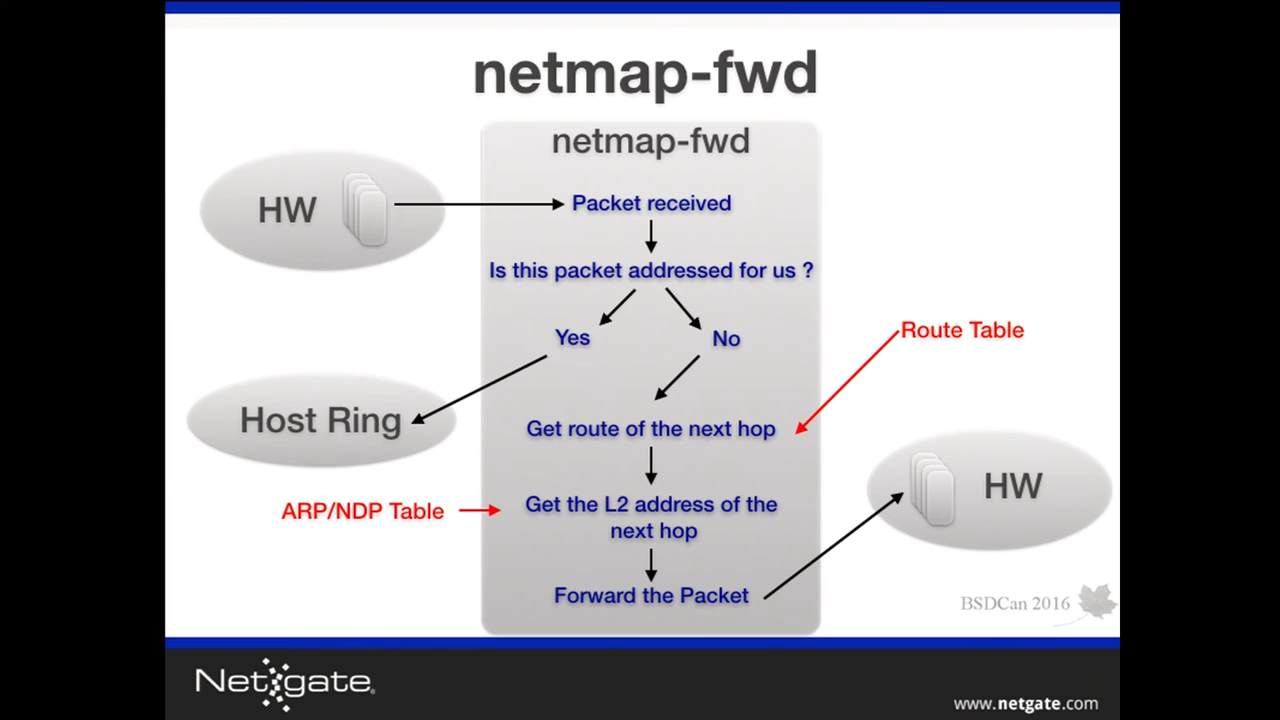 netmap-fwd
netmap-fwd
HW
Packet received
Is this packet addressed for us ?
Yes
No
Route Table
Host Ring
Get route of the next hop
HW
ARP/NDP Table
Get the L2 address of the
next hop
Forward the Packet
BSDCan 2016
Netgate
www.netgate.com